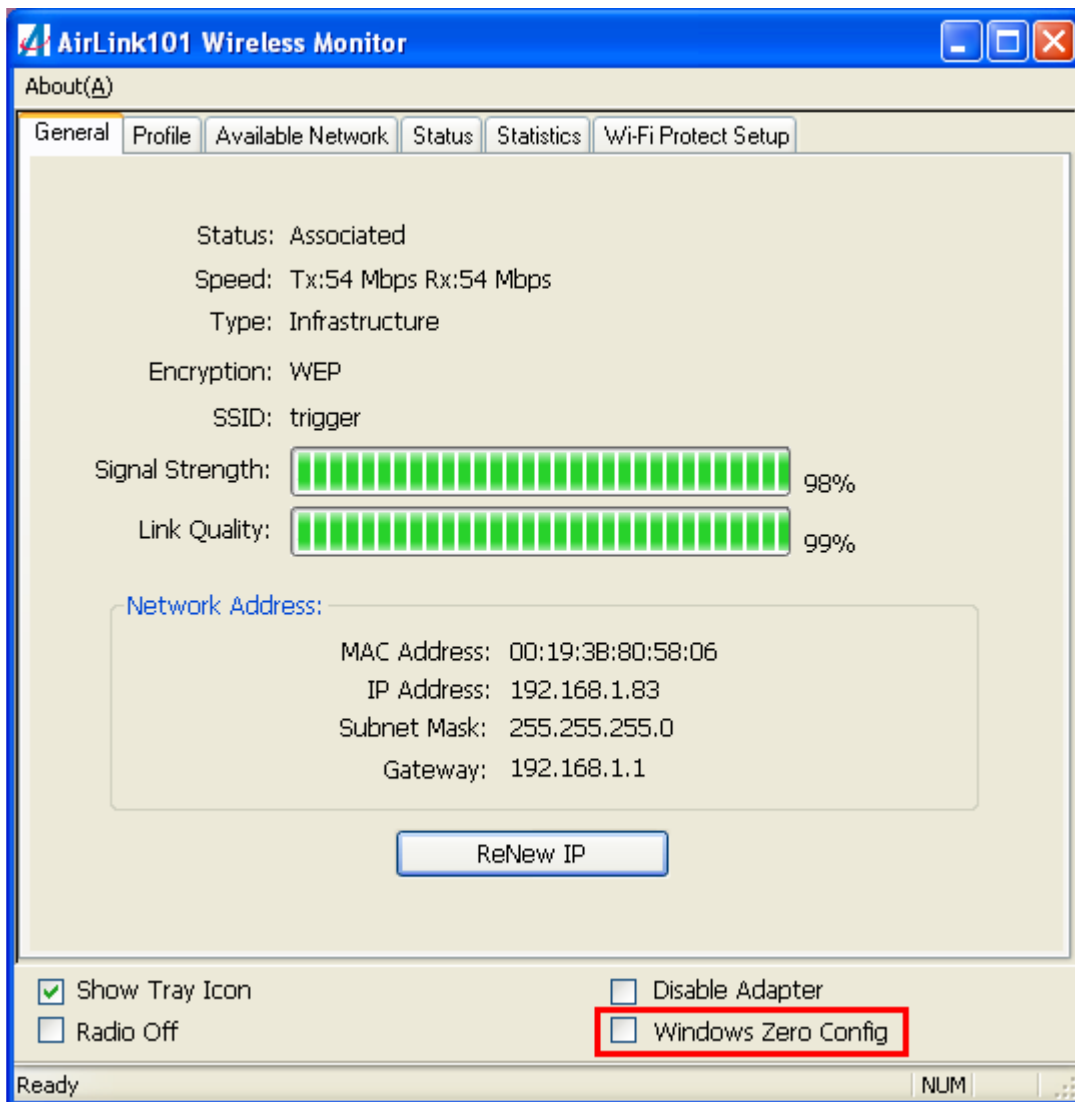 AirLink101 Wireless Monitor
About(A)
General Profile Available Network Status Statistics Wi-Fi Protect Setup
Status: Associated
Speed: Tx:54 Mbps Rx:54 Mbps
Type: Infrastructure
Encryption: WEP
SSID: trigger
Signal Strength: 98%
Link Quality: 99%
Network Address:
MAC Address: 00:19:3B:80:58:06
IP Address: 192.168.1.83
Subnet Mask: 255.255.255.0
Gateway: 192.168.1.1
ReNew IP
Show Tray Icon Disable Adapter
Radio Off Windows Zero Config
Ready NUM